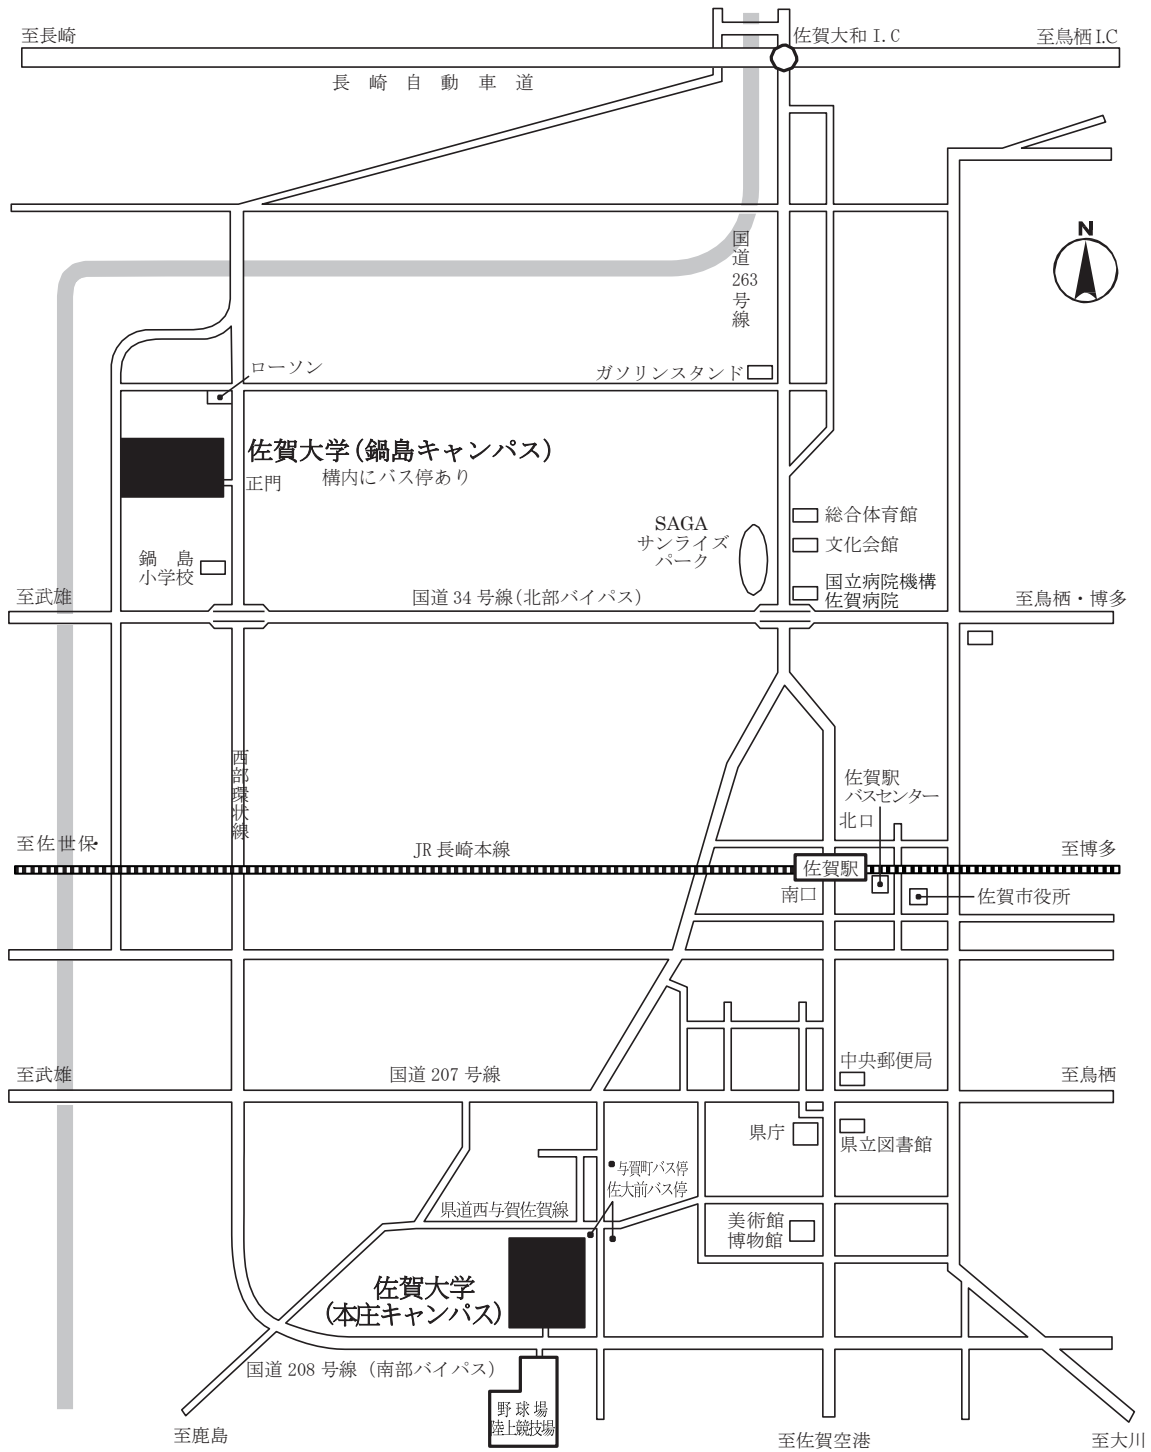 至長崎
佐賀大和 I.C
至鳥栖I.C
長崎自動車道
N
国道263号線
ローソン
ガソリンスタンド
佐賀大学(鍋島キャンパス)
正門
構内にバス停あり
SAGA
サンライズ
パーク
総合体育館
文化会館
鍋島
小学校
国立病院機構
佐賀病院
至武雄
国道 34 号線(北部バイパス)
至鳥栖・博多
西部環状線
佐賀駅
バスセンター
北口
至佐世保
JR 長崎本線
佐賀駅
至博多
南口
佐賀市役所
中央郵便局
至武雄
国道 207 号線
至鳥栖
県庁
県立図書館
与賀町バス停
佐大前バス停
県道西与賀佐賀線
美術館
博物館
佐賀大学
(本庄キャンパス)
国道 208 号線（南部バイパス）
野球場
陸上競技場
至鹿島
至佐賀空港
至大川